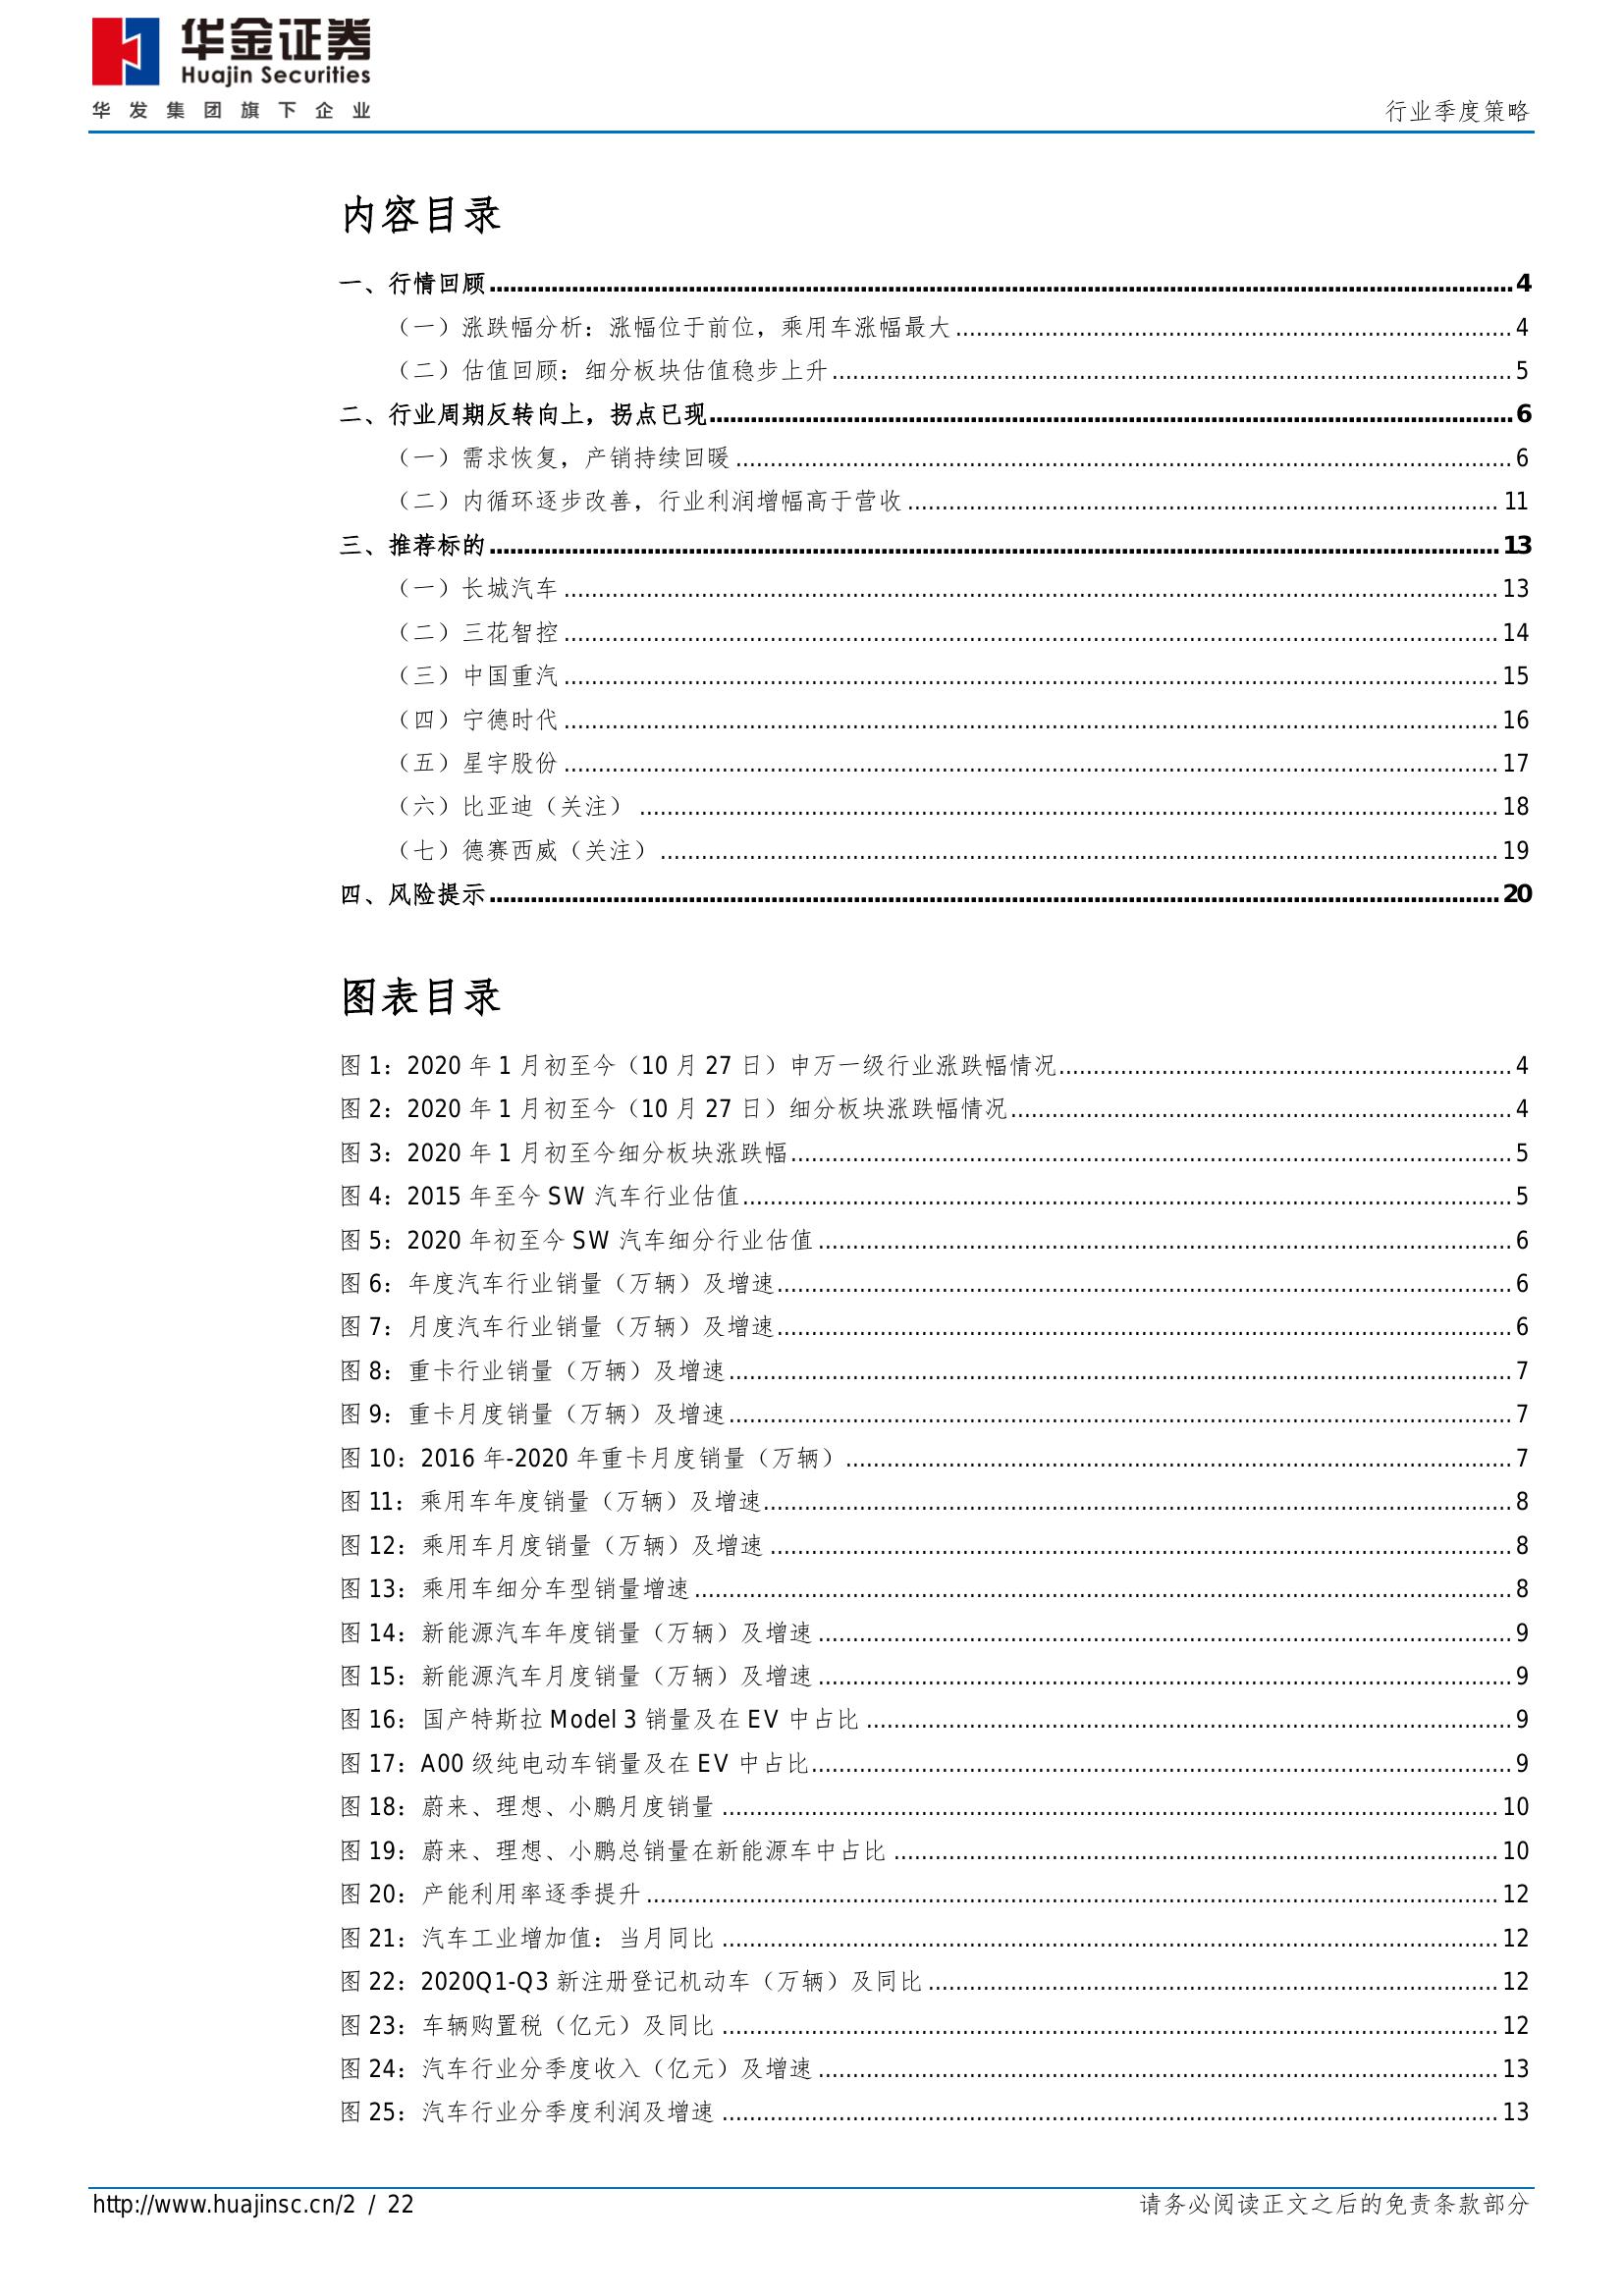 华金证券
Huajin Securities
华发集团旗下企业
行业季度策略
内容目录
一、行情回顾 4
（一）涨跌幅分析：涨幅位于前位，乘用车涨幅最大 4
（二）估值回顾：细分板块估值稳步上升 5
二、行业周期反转向上，拐点已现 6
（一）需求恢复，产销持续回暖 6
（二）内循环逐步改善，行业利润增幅高于营收 11
三、推荐标的 13
（一）长城汽车 13
（二）三花智控 14
（三）中国重汽 15
（四）宁德时代 16
（五）星宇股份 17
（六）比亚迪（关注） 18
（七）德赛西威（关注） 19
四、风险提示 20
图表目录
图 1：2020 年 1 月初至今（10 月 27 日）申万一级行业涨跌幅情况 4
图 2：2020 年 1 月初至今（10 月 27 日）细分板块涨跌幅情况 4
图 3：2020 年 1 月初至今细分板块涨跌幅 5
图 4：2015 年至今 SW 汽车行业估值 5
图 5：2020 年初至今 SW 汽车细分行业估值 6
图 6：年度汽车行业销量（万辆）及增速 6
图 7：月度汽车行业销量（万辆）及增速 6
图 8：重卡行业销量（万辆）及增速 7
图 9：重卡月度销量（万辆）及增速 7
图 10：2016 年-2020 年重卡月度销量（万辆） 7
图 11：乘用车年度销量（万辆）及增速 8
图 12：乘用车月度销量（万辆）及增速 8
图 13：乘用车细分车型销量增速 8
图 14：新能源汽车年度销量（万辆）及增速 9
图 15：新能源汽车月度销量（万辆）及增速 9
图 16：国产特斯拉 Model 3 销量及在 EV 中占比 9
图 17：A00 级纯电动车销量及在 EV 中占比 9
图 18：蔚来、理想、小鹏月度销量 10
图 19：蔚来、理想、小鹏总销量在新能源车中占比 10
图 20：产能利用率逐季提升 12
图 21：汽车工业增加值：当月同比 12
图 22：2020Q1-Q3 新注册登记机动车（万辆）及同比 12
图 23：车辆购置税（亿元）及同比 12
图 24：汽车行业分季度收入（亿元）及增速 13
图 25：汽车行业分季度利润及增速 13
http://www.huajinsc.cn/2 / 22
请务必阅读正文之后的免责条款部分